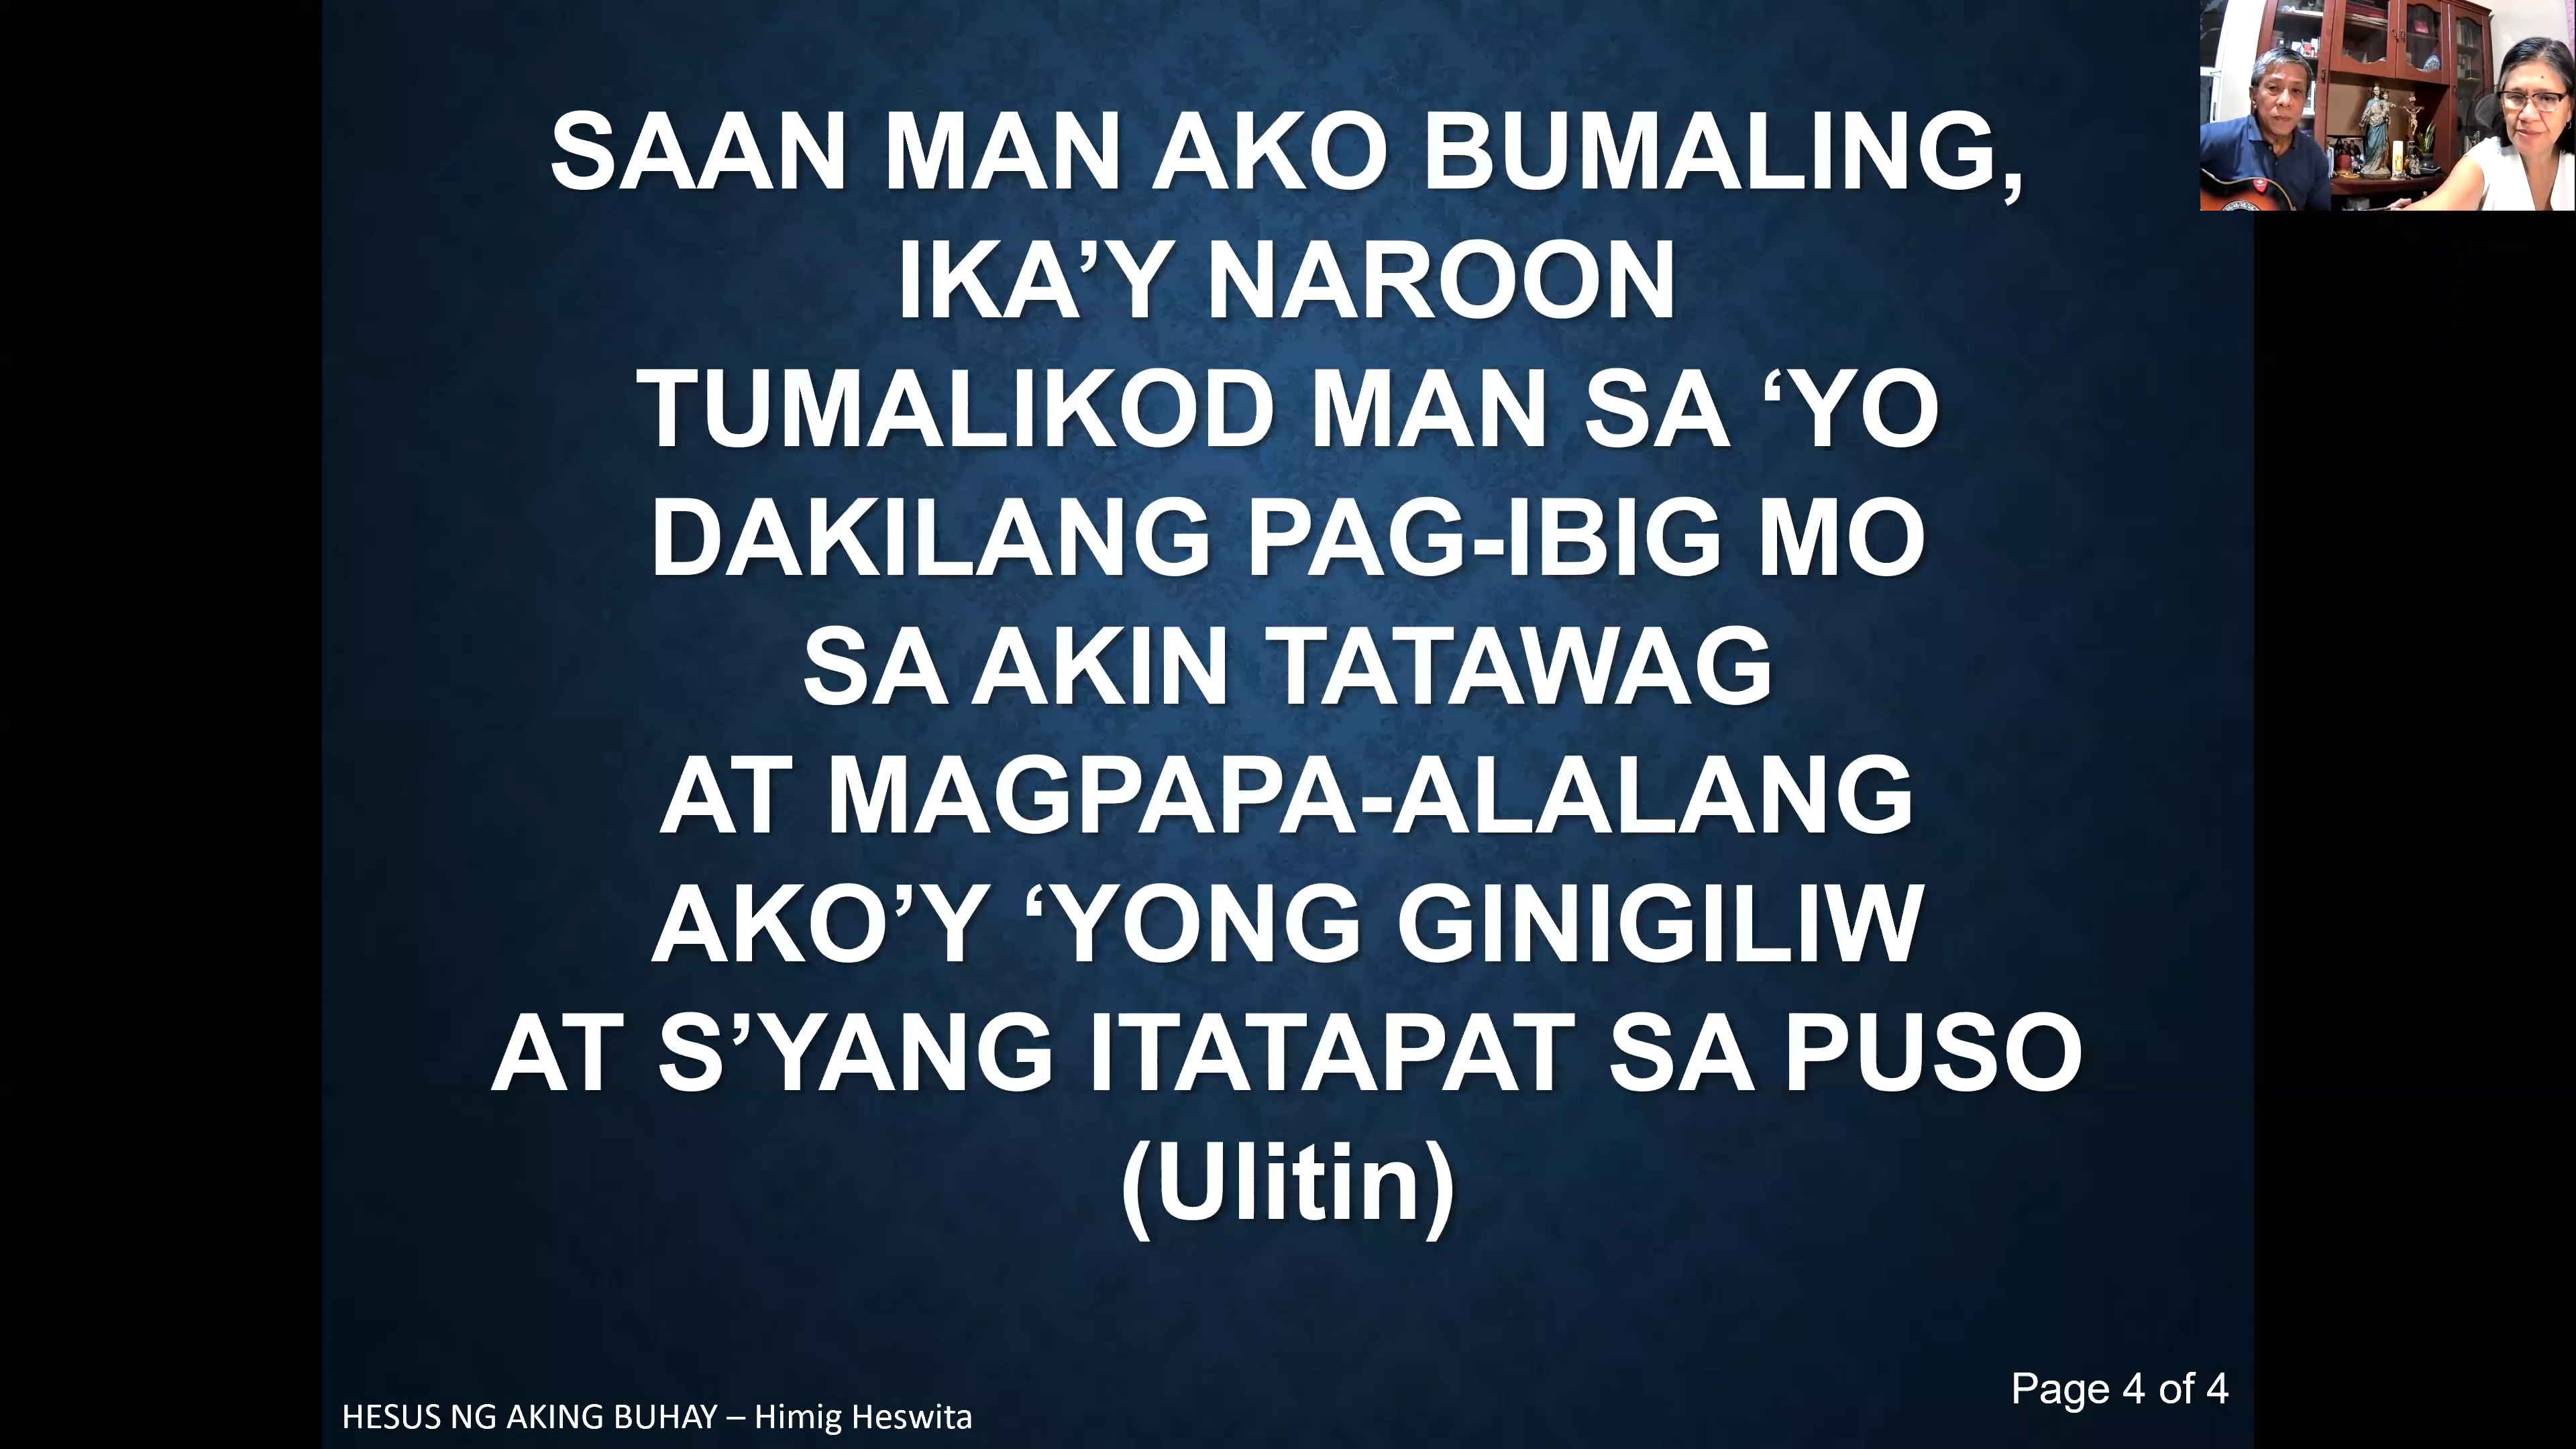 SAAN MAN AKO BUMALING,
IKA’Y NAROON
TUMALIKOD MAN SA ‘YO
DAKILANG PAG-IBIG MO
SA AKIN TATAWAG
AT MAGPAPA-ALALANG
AKO’Y ‘YONG GINIGILIW
AT S’YANG ITATAPAT SA PUSO
(Ulitin)
Page 4 of 4
HESUS NG AKING BUHAY – Himig Heswita